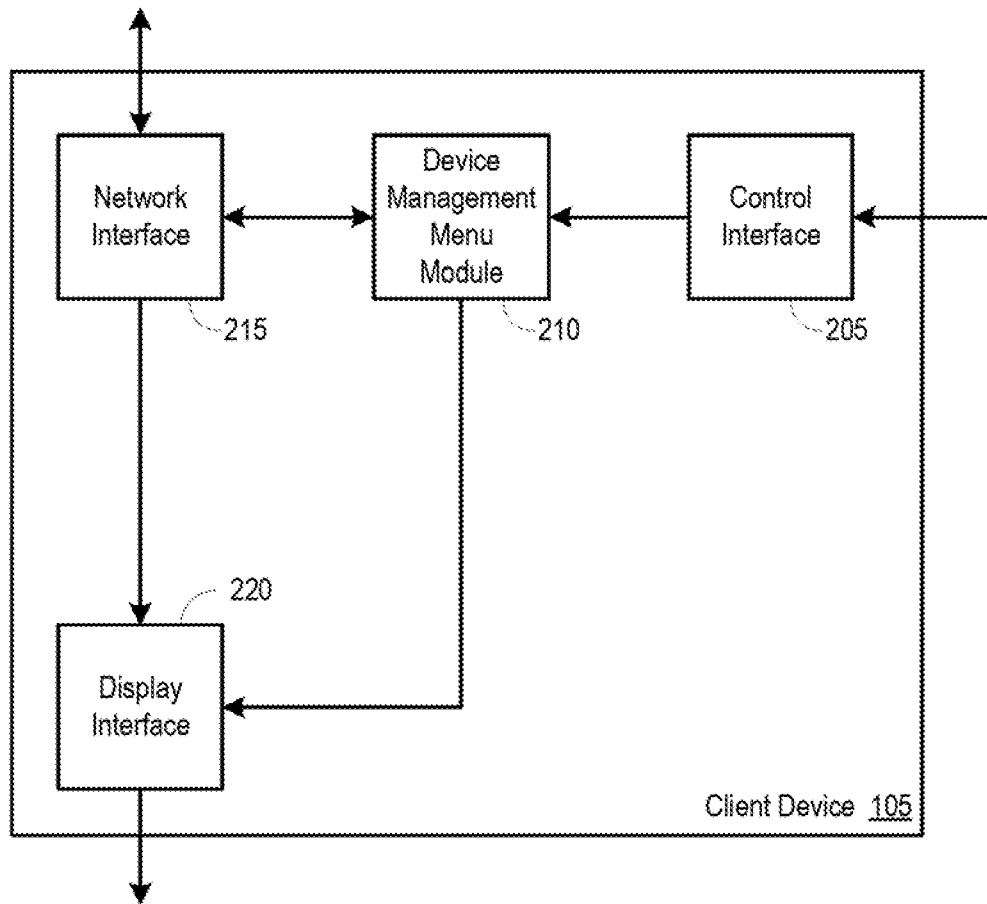 Network
Interface
215
Device
Management
Menu
Module
210
Control
Interface
205
220
Display
Interface
Client Device 105